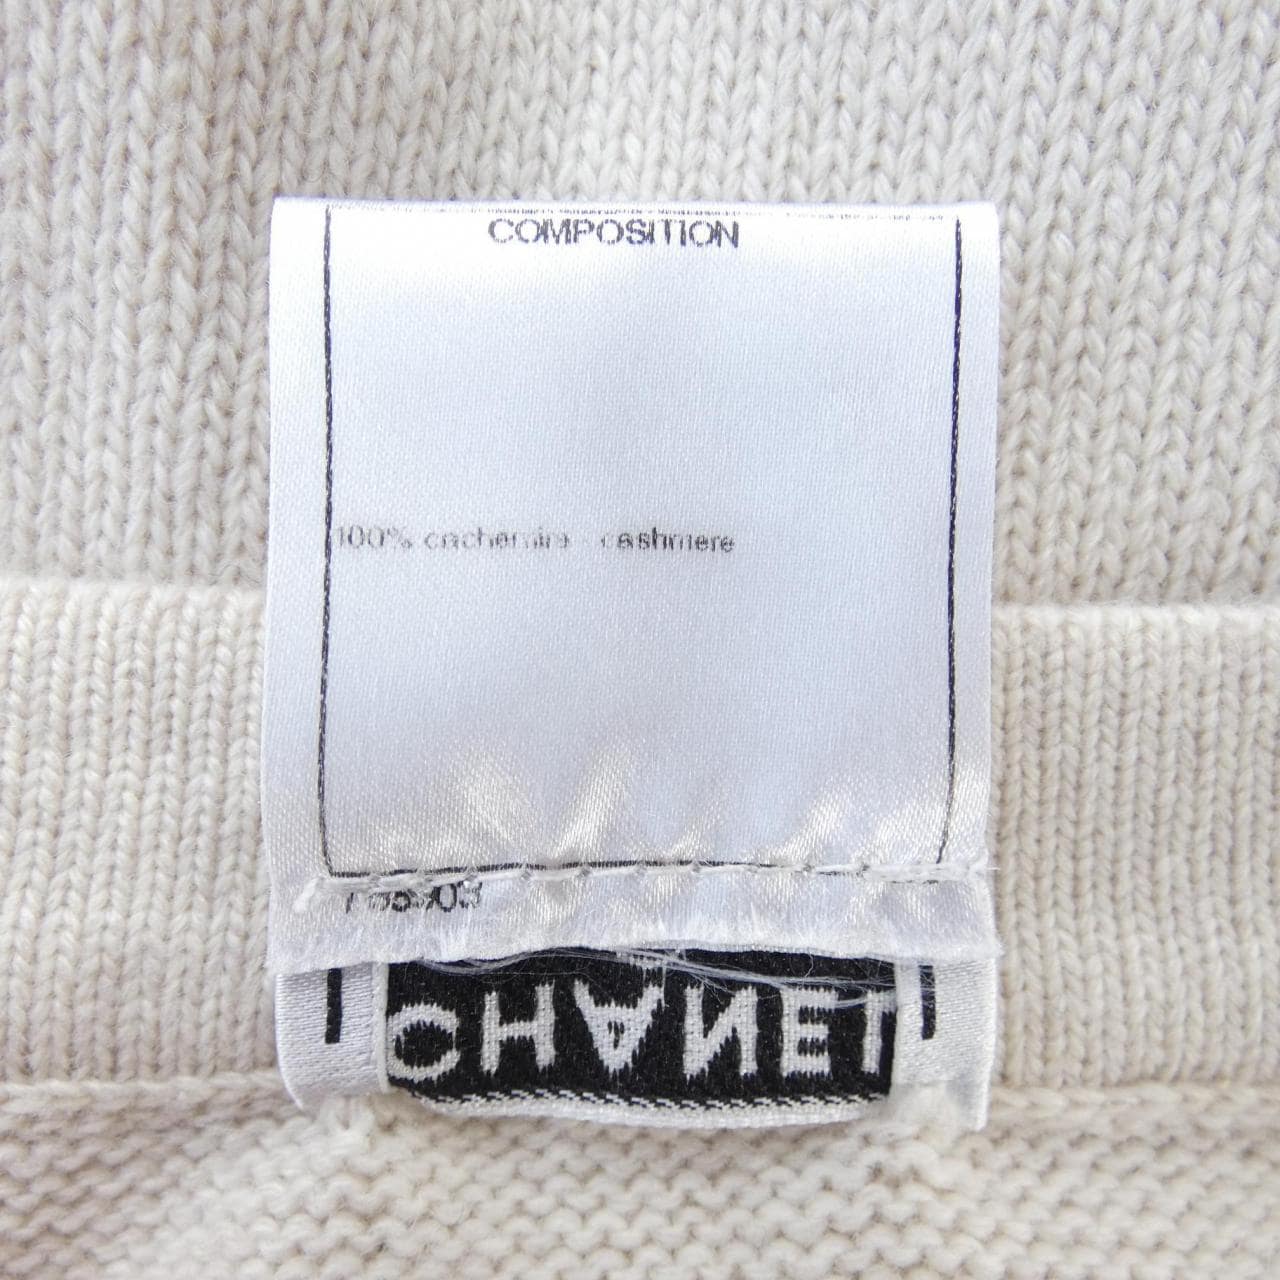 COMPOSITION
100% cachemire - cashmere
CHANEL